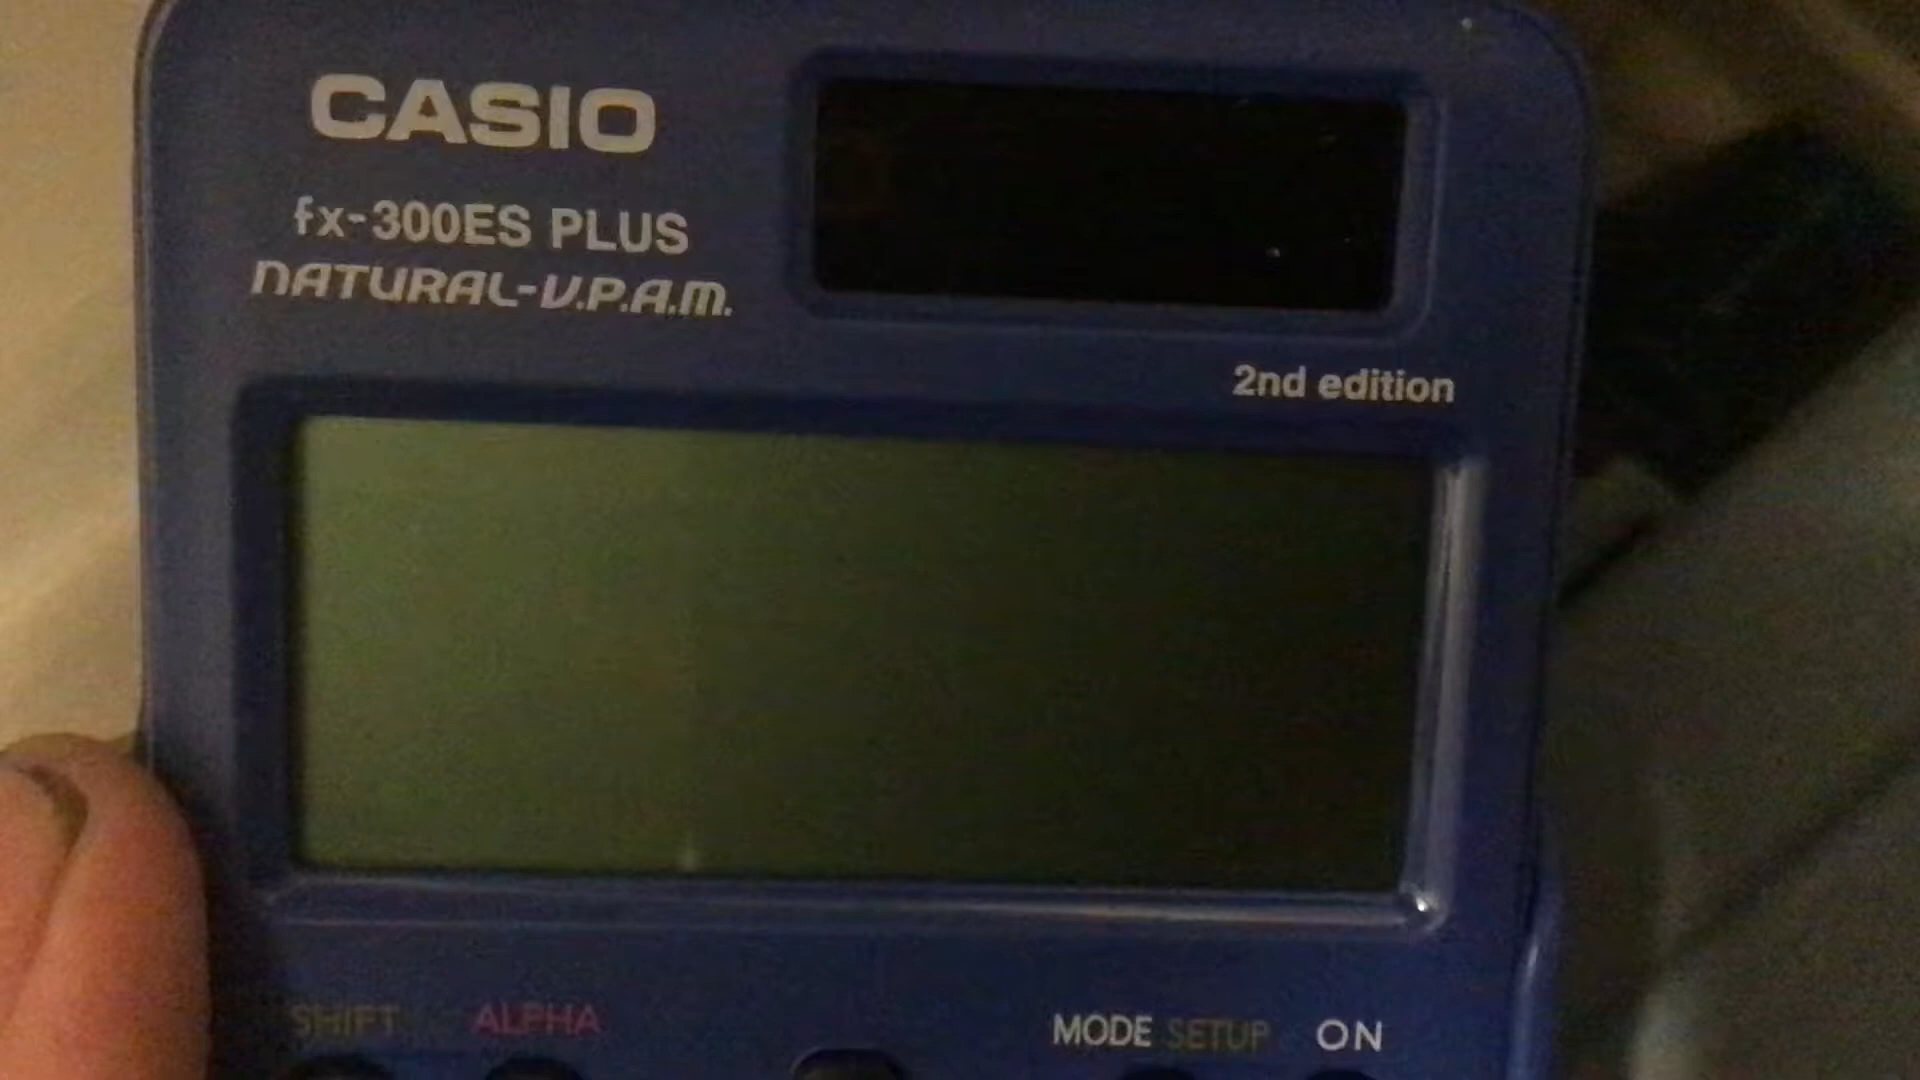 CASIO
fx-300ES PLUS
NATURAL-V.P.A.M.
2nd edition
SHIFT ALPHA MODE SETUP ON